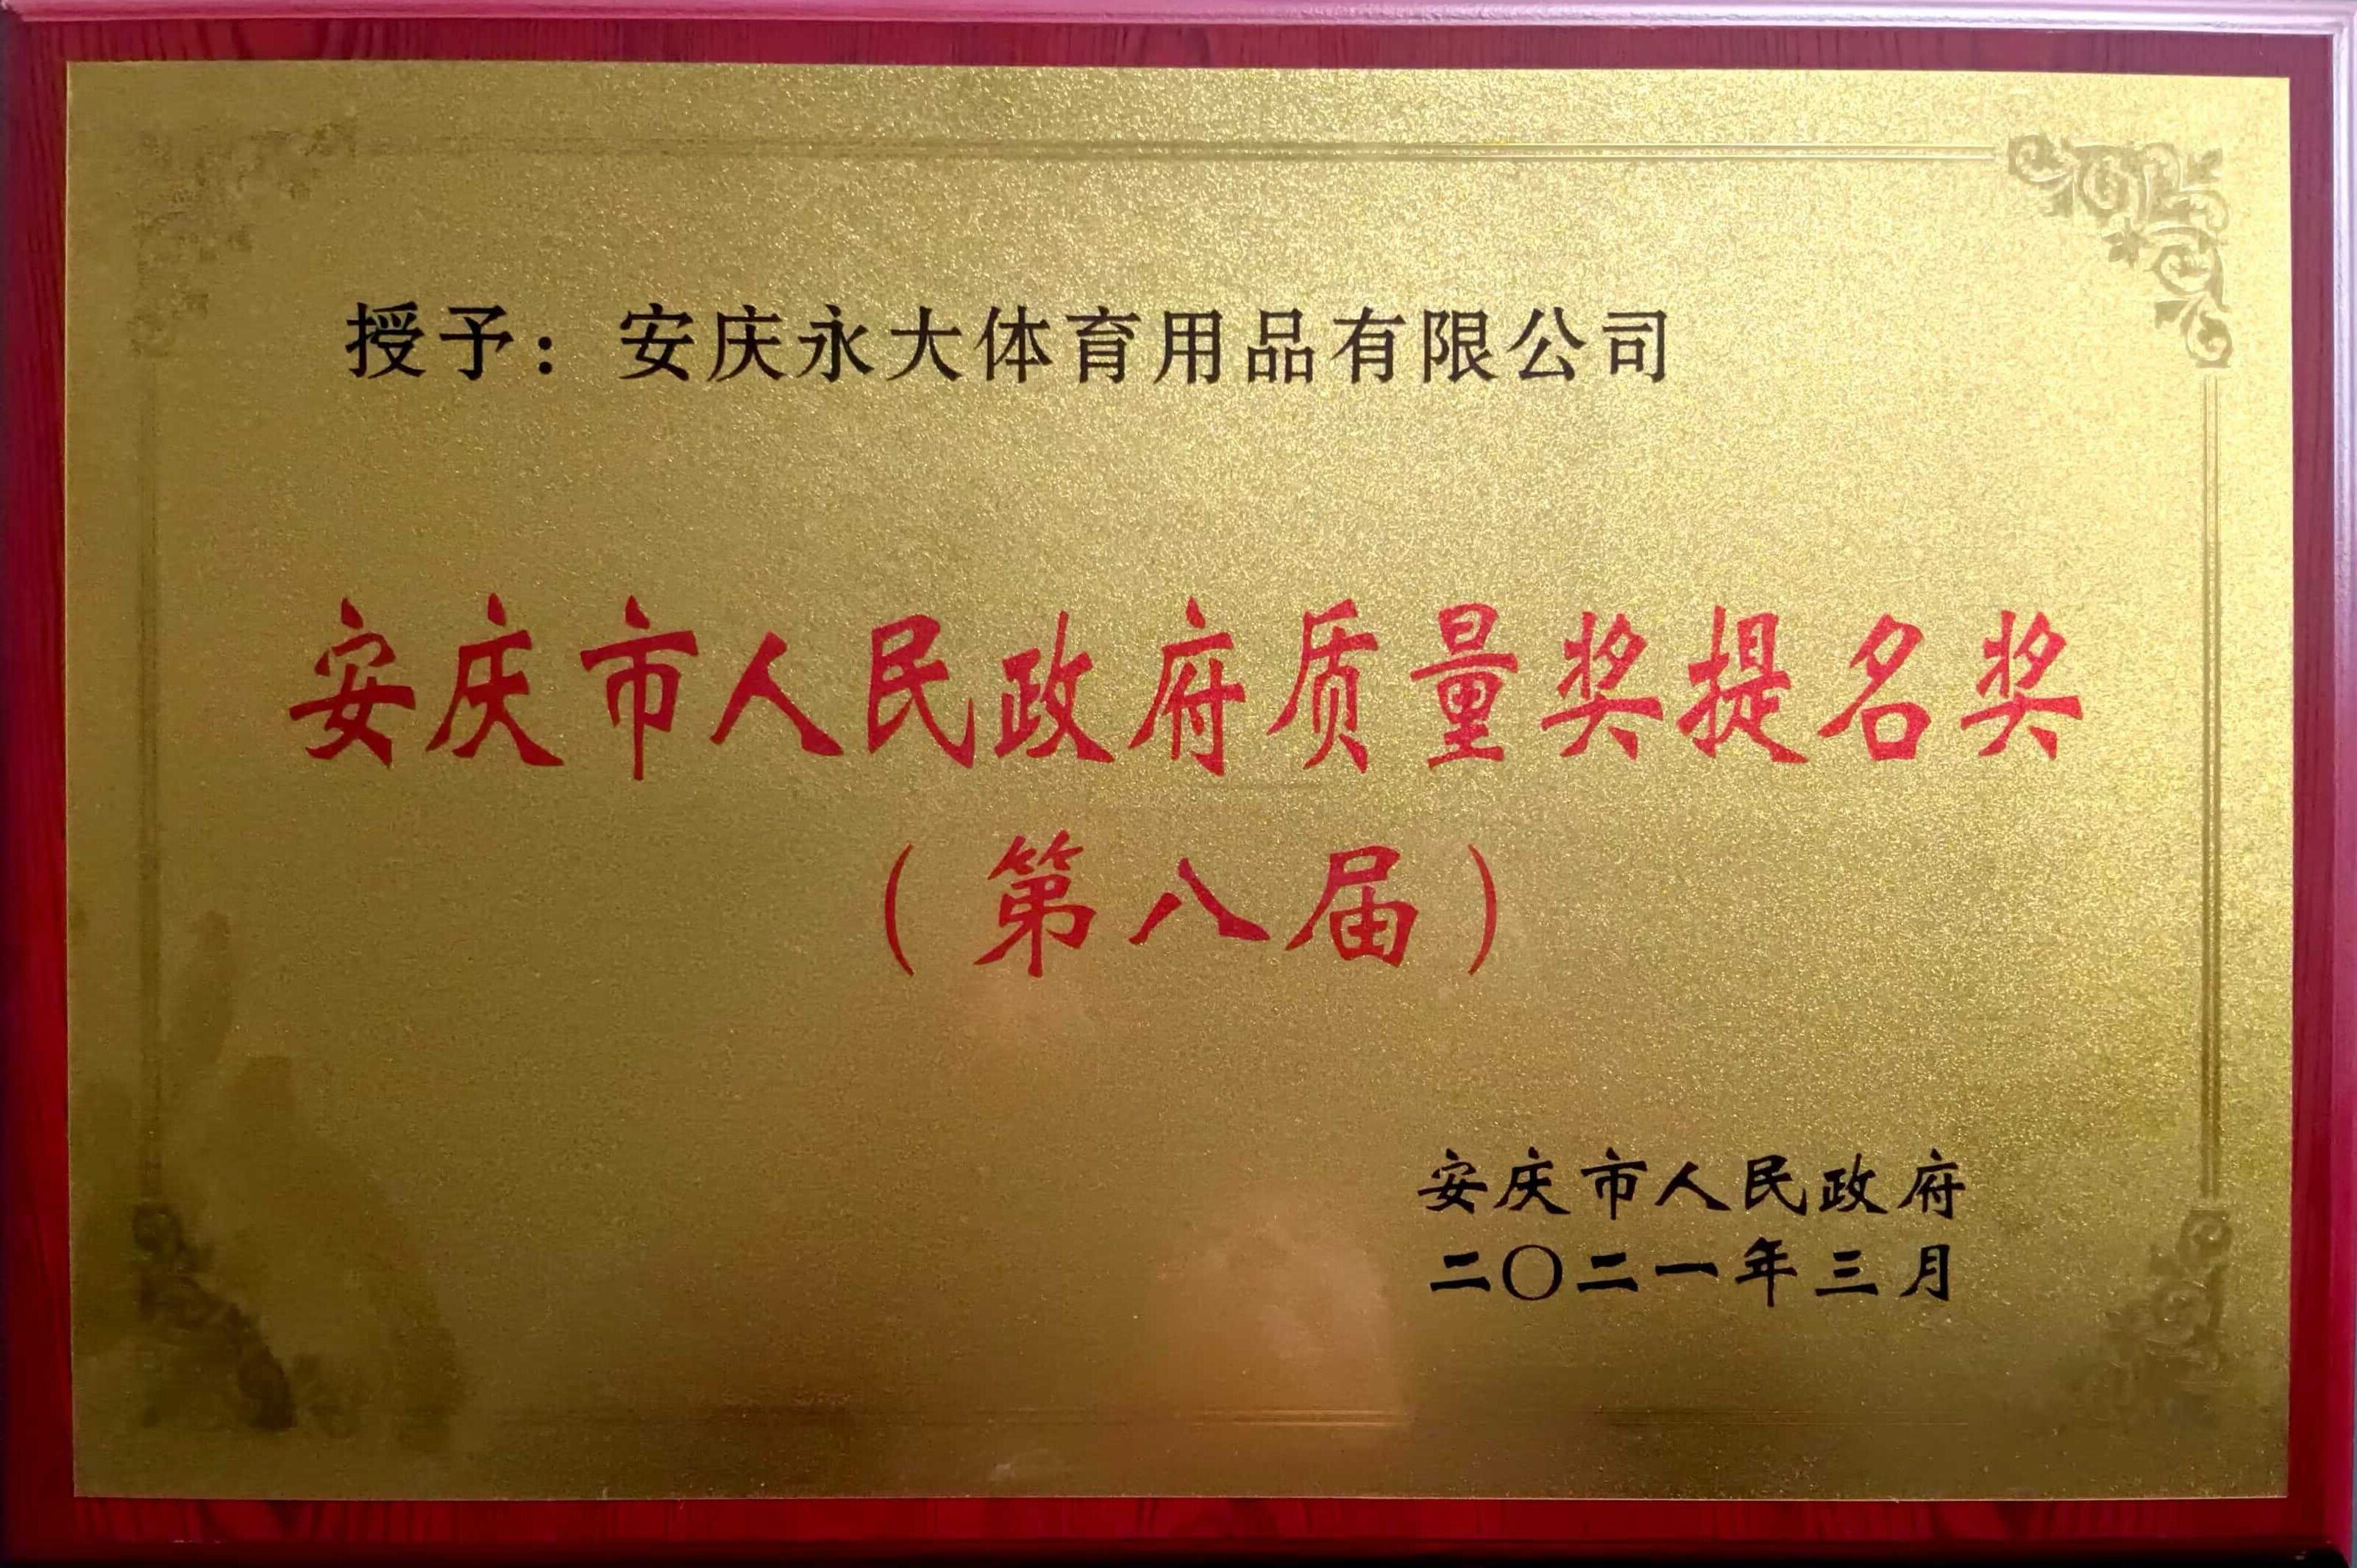 授予：安庆永大体育用品有限公司
安庆市人民政府质量奖提名奖
（第八届）
安庆市人民政府
二〇二一年三月